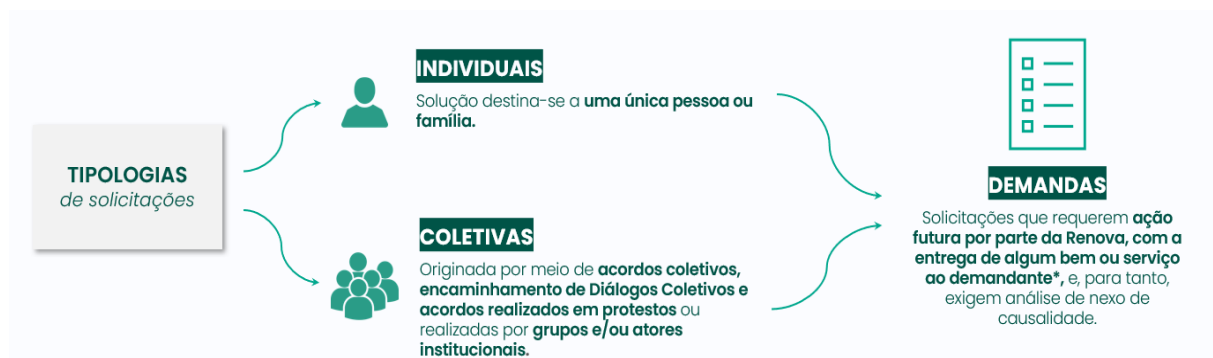 TIPOLOGIAS
de solicitações
INDIVIDUAIS
Solução destina-se a uma única pessoa ou
família.
COLETIVAS
Originada por meio de acordos coletivos,
encaminhamento de Diálogos Coletivos e
acordos realizados em protestos ou
realizadas por grupos e/ou atores
institucionais.
DEMANDAS
Solicitações que requerem ação
futura por parte da Renova, com a
entrega de algum bem ou serviço
ao demandante*, e, para tanto,
exigem análise de nexo de
causalidade.